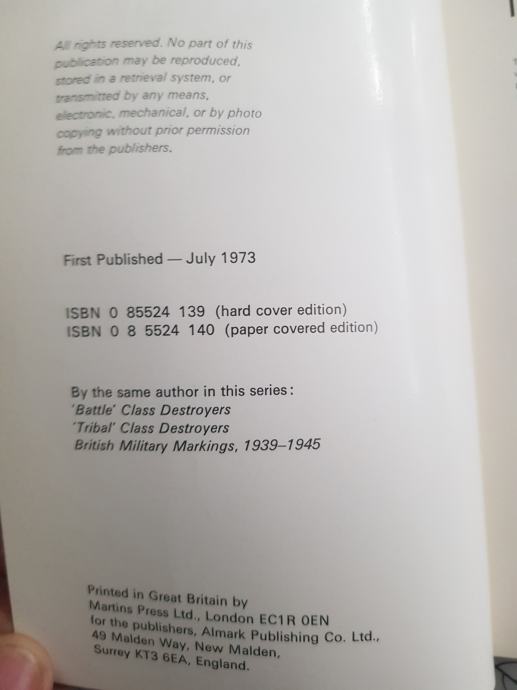 All rights reserved. No part of this
publication may be reproduced,
stored in a retrieval system, or
transmitted by any means,
electronic, mechanical, or by photo
copying without prior permission
from the publishers.
First Published — July 1973
ISBN 0 85524 139 (hard cover edition)
ISBN 0 8 5524 140 (paper covered edition)
By the same author in this series:
'Battle' Class Destroyers
'Tribal' Class Destroyers
British Military Markings, 1939–1945
Printed in Great Britain by
Martins Press Ltd., London EC1R 0EN
for the publishers, Almark Publishing Co. Ltd.,
49 Malden Way, New Malden,
Surrey KT3 6EA, England.